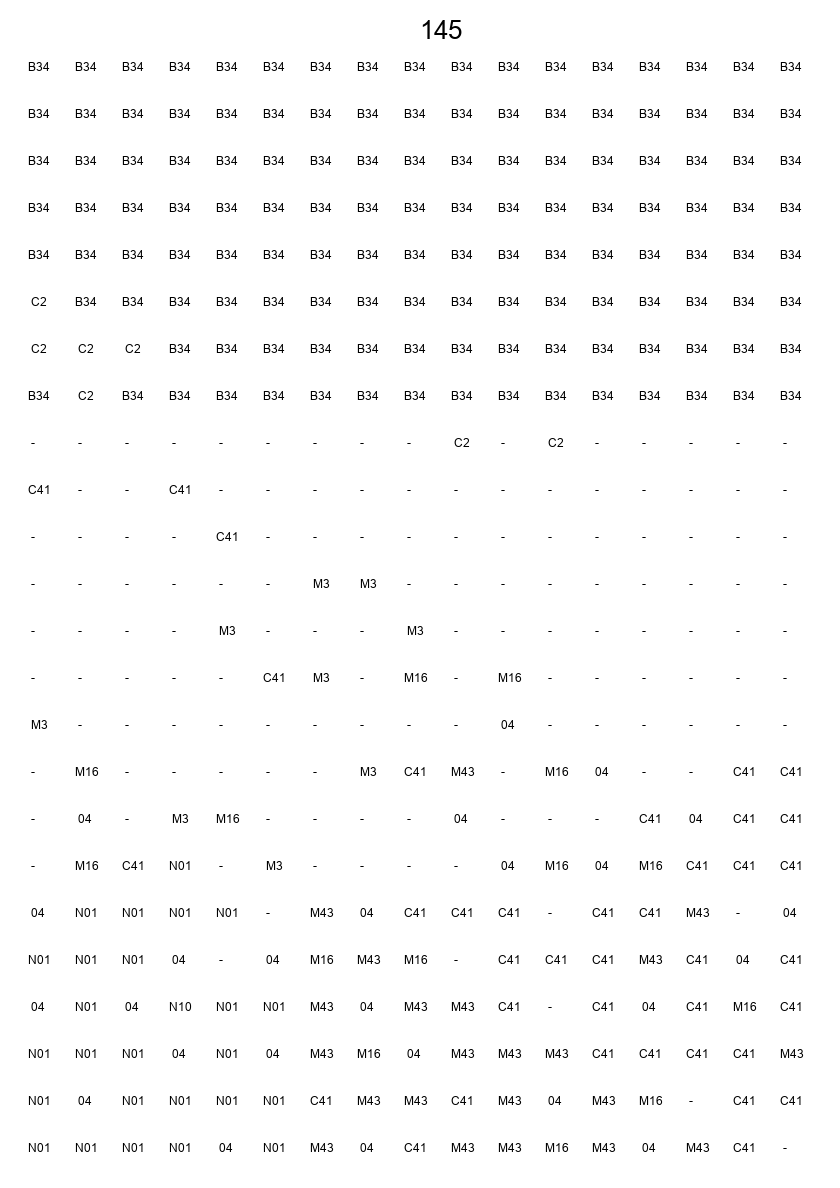 145
B34 B34 B34 B34 B34 B34 B34 B34 B34 B34 B34 B34 B34 B34 B34 B34 B34
B34 B34 B34 B34 B34 B34 B34 B34 B34 B34 B34 B34 B34 B34 B34 B34 B34
B34 B34 B34 B34 B34 B34 B34 B34 B34 B34 B34 B34 B34 B34 B34 B34 B34
B34 B34 B34 B34 B34 B34 B34 B34 B34 B34 B34 B34 B34 B34 B34 B34 B34
B34 B34 B34 B34 B34 B34 B34 B34 B34 B34 B34 B34 B34 B34 B34 B34 B34
C2 B34 B34 B34 B34 B34 B34 B34 B34 B34 B34 B34 B34 B34 B34 B34 B34
C2 C2 C2 B34 B34 B34 B34 B34 B34 B34 B34 B34 B34 B34 B34 B34 B34
B34 C2 B34 B34 B34 B34 B34 B34 B34 B34 B34 B34 B34 B34 B34 B34 B34
- - - - - - - - - C2 - C2 - - - - -
C41 - - C41 - - - - - - - - - - - - -
- - - - C41 - - - - - - - - - - - -
- - - - - - M3 M3 - - - - - - - - -
- - - - M3 - - - M3 - - - - - - - -
- - - - - C41 M3 - M16 - M16 - - - - - -
M3 - - - - - - - - - 04 - - - - - -
- M16 - - - - - M3 C41 M43 - M16 04 - - C41 C41
- 04 - M3 M16 - - - - 04 - - - C41 04 C41 C41
- M16 C41 N01 - M3 - - - - 04 M16 04 M16 C41 C41 C41
04 N01 N01 N01 N01 - M43 04 C41 C41 C41 - C41 C41 M43 - 04
N01 N01 N01 04 - 04 M16 M43 M16 - C41 C41 C41 M43 C41 04 C41
04 N01 04 N10 N01 N01 M43 04 M43 M43 C41 - C41 04 C41 M16 C41
N01 N01 N01 04 N01 04 M43 M16 04 M43 M43 M43 C41 C41 C41 C41 M43
N01 04 N01 N01 N01 N01 C41 M43 M43 C41 M43 04 M43 M16 - C41 C41
N01 N01 N01 N01 04 N01 M43 04 C41 M43 M43 M16 M43 04 M43 C41 -